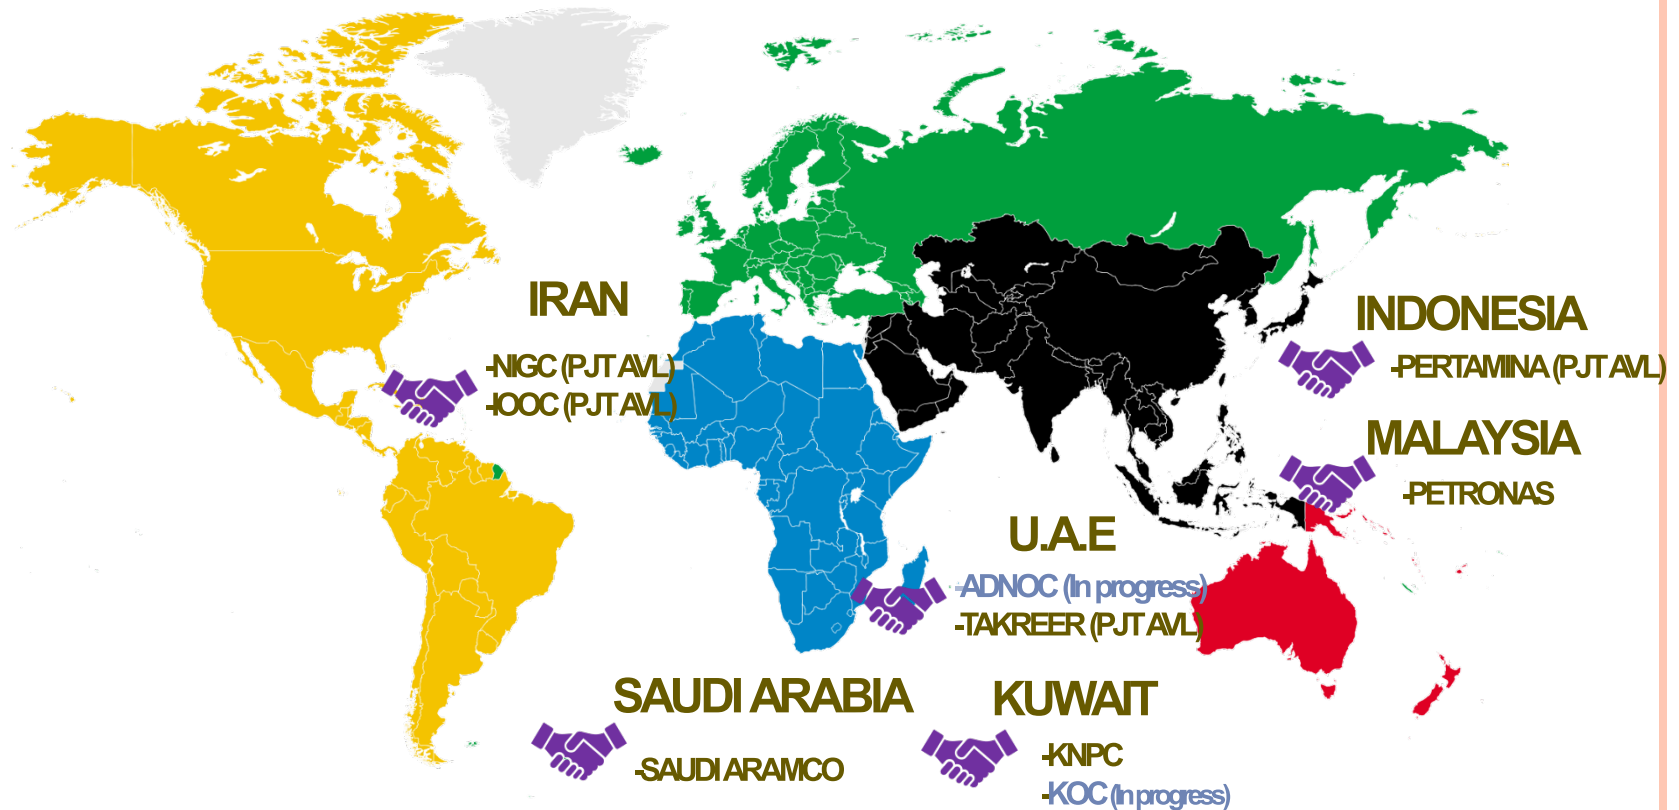 IRAN
-NIGC (PJT AVL)
-IOOC (PJT AVL)
INDONESIA
-PERTAMINA (PJT AVL)
MALAYSIA
-PETRONAS
U.A.E
-ADNOC (In progress)
-TAKREER (PJT AVL)
SAUDI ARABIA
-SAUDI ARAMCO
KUWAIT
-KNPC
-KOC (In progress)